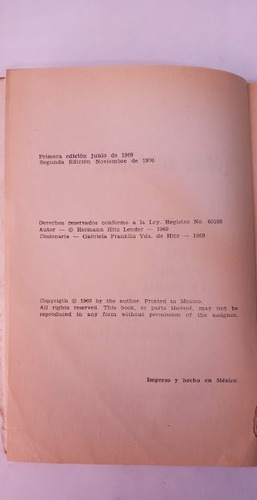 Primera edición Junio de 1969
Segunda Edición Noviembre de 1970
Derechos reservados conforme a la Ley. Registro No. 60188
Autor — © Hermann Hitz Lender — 1969
Cesionaria — Gabriela Franklin Vda. de Hitz — 1969
Copyrigth © 1969 by the author. Printed in Mexico.
All rights reserved. This book, or parts thereof, may not be
reproduced in any form without permission of the assignee.
Impreso y hecho en México.